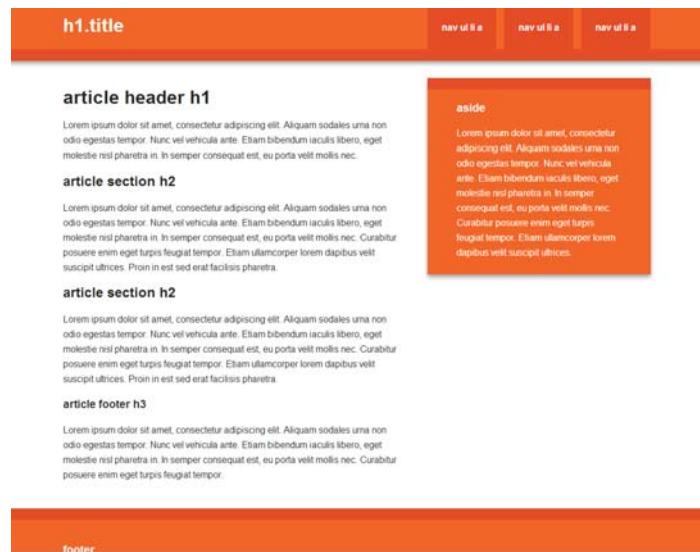 h1.title
nav ul li a
nav ul li a
nav ul li a
article header h1
Lorem ipsum dolor sit amet, consectetur adipiscing elit. Aliquam sodales urna non
odio egestas tempor. Nunc vel vehicula ante. Etiam bibendum iaculis libero, eget
molestie nisl pharetra in. In semper consequat est, eu porta velit mollis nec.
article section h2
Lorem ipsum dolor sit amet, consectetur adipiscing elit. Aliquam sodales urna non
odio egestas tempor. Nunc vel vehicula ante. Etiam bibendum iaculis libero, eget
molestie nisl pharetra in. In semper consequat est, eu porta velit mollis nec. Curabitur
posuere enim eget turpis feugiat tempor. Etiam ullamcorper lorem dapibus velit
suscipit ultrices. Proin in est sed erat facilisis pharetra.
article section h2
Lorem ipsum dolor sit amet, consectetur adipiscing elit. Aliquam sodales urna non
odio egestas tempor. Nunc vel vehicula ante. Etiam bibendum iaculis libero, eget
molestie nisl pharetra in. In semper consequat est, eu porta velit mollis nec. Curabitur
posuere enim eget turpis feugiat tempor. Etiam ullamcorper lorem dapibus velit
suscipit ultrices. Proin in est sed erat facilisis pharetra.
article footer h3
Lorem ipsum dolor sit amet, consectetur adipiscing elit. Aliquam sodales urna non
odio egestas tempor. Nunc vel vehicula ante. Etiam bibendum iaculis libero, eget
molestie nisl pharetra in. In semper consequat est, eu porta velit mollis nec. Curabitur
posuere enim eget turpis feugiat tempor.
aside
Lorem ipsum dolor sit amet, consectetur
adipiscing elit. Aliquam sodales urna non
odio egestas tempor. Nunc vel vehicula
ante. Etiam bibendum iaculis libero, eget
molestie nisl pharetra in. In semper
consequat est, eu porta velit mollis nec.
Curabitur posuere enim eget turpis
feugiat tempor. Etiam ullamcorper lorem
dapibus velit suscipit ultrices.
footer